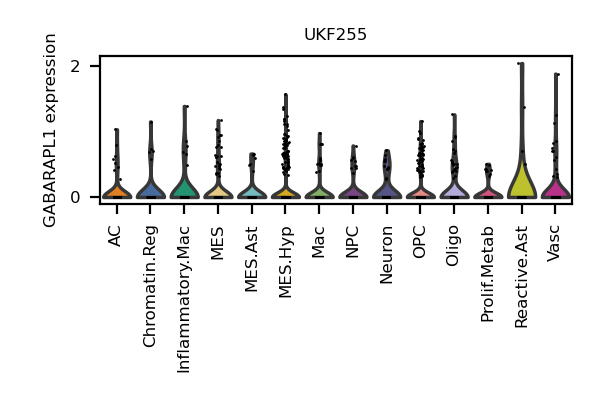 UKF255
GABARAPL1 expression
2
0
AC
Chromatin.Reg
Inflammatory.Mac
MES
MES.Ast
MES.Hyp
Mac
NPC
Neuron
OPC
Oligo
Prolif.Metab
Reactive.Ast
Vasc